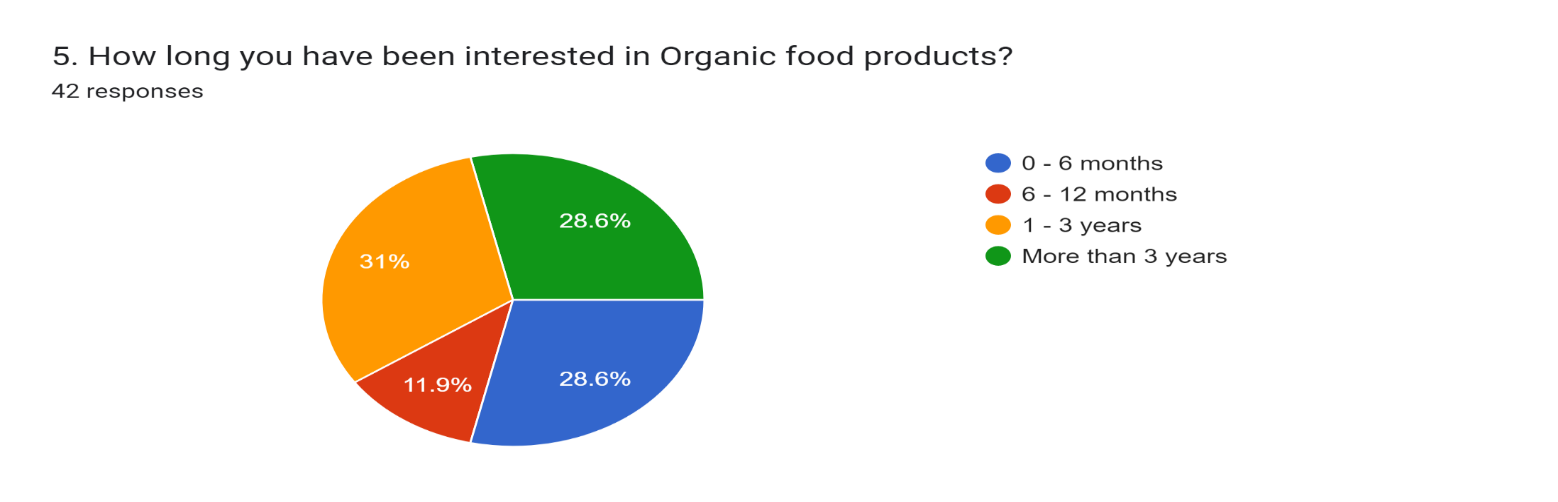 5. How long you have been interested in Organic food products?
42 responses
28.6%
31%
11.9%
28.6%
0 - 6 months
6 - 12 months
1 - 3 years
More than 3 years